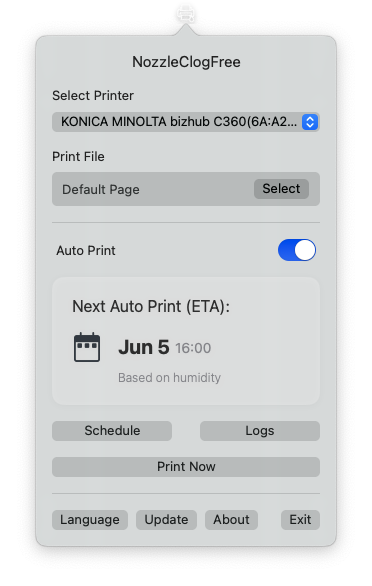 NozzleClogFree
Select Printer
KONICA MINOLTA bizhub C360(6A:A2...
Print File
Default Page Select
Auto Print
Next Auto Print (ETA):
Jun 5 16:00
Based on humidity
Schedule Logs
Print Now
Language Update About Exit